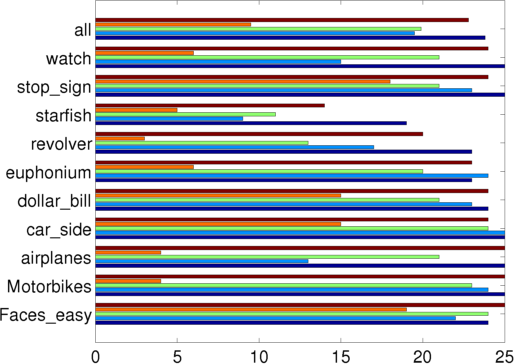 all
watch
stop_sign
starfish
revolver
euphonium
dollar_bill
car_side
airplanes
Motorbikes
Faces_easy
0 5 10 15 20 25